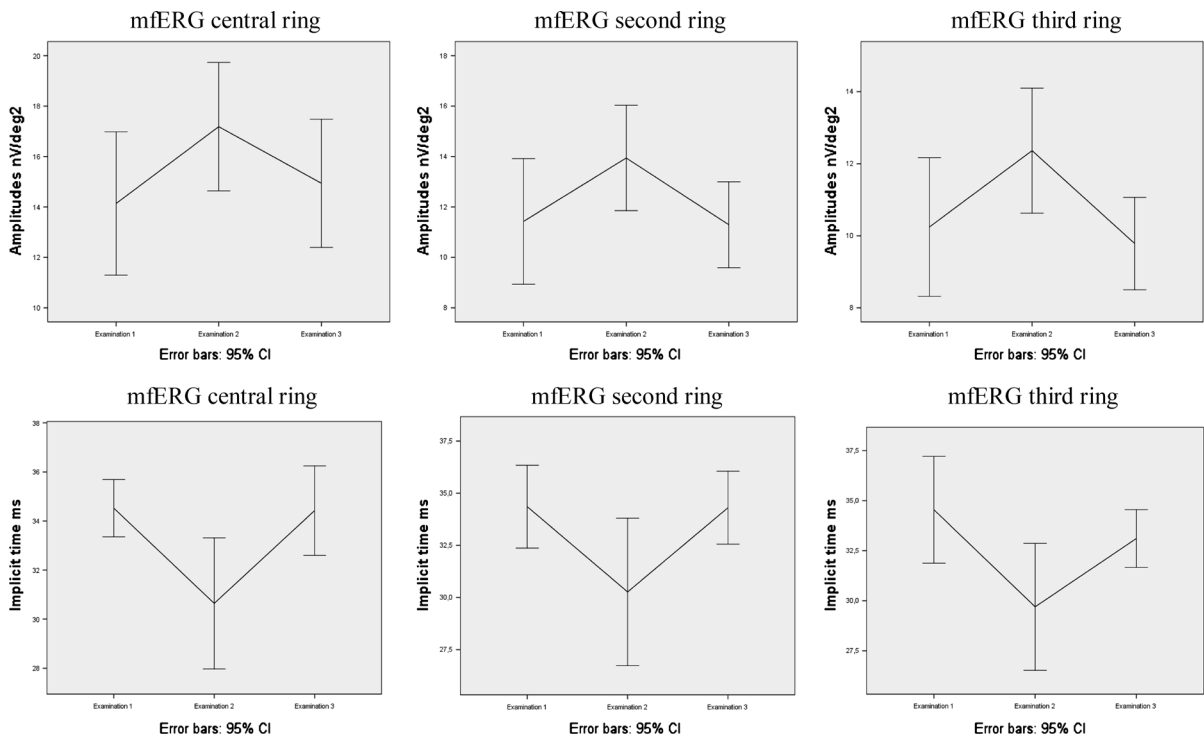 mfERG central ring
Amplitudes nV/deg2
20
18
16
14
12
10
Examination 1 Examination 2 Examination 3
Error bars: 95% CI
mfERG second ring
Amplitudes nV/deg2
18
16
14
12
10
8
Examination 1 Examination 2 Examination 3
Error bars: 95% CI
mfERG third ring
Amplitudes nV/deg2
14
12
10
8
Examination 1 Examination 2 Examination 3
Error bars: 95% CI
mfERG central ring
Implicit time ms
38
36
34
32
30
28
Examination 1 Examination 2 Examination 3
Error bars: 95% CI
mfERG second ring
Implicit time ms
37,5
35,0
32,5
30,0
27,5
Examination 1 Examination 2 Examination 3
Error bars: 95% CI
mfERG third ring
Implicit time ms
37,5
35,0
32,5
30,0
27,5
Examination 1 Examination 2 Examination 3
Error bars: 95% CI